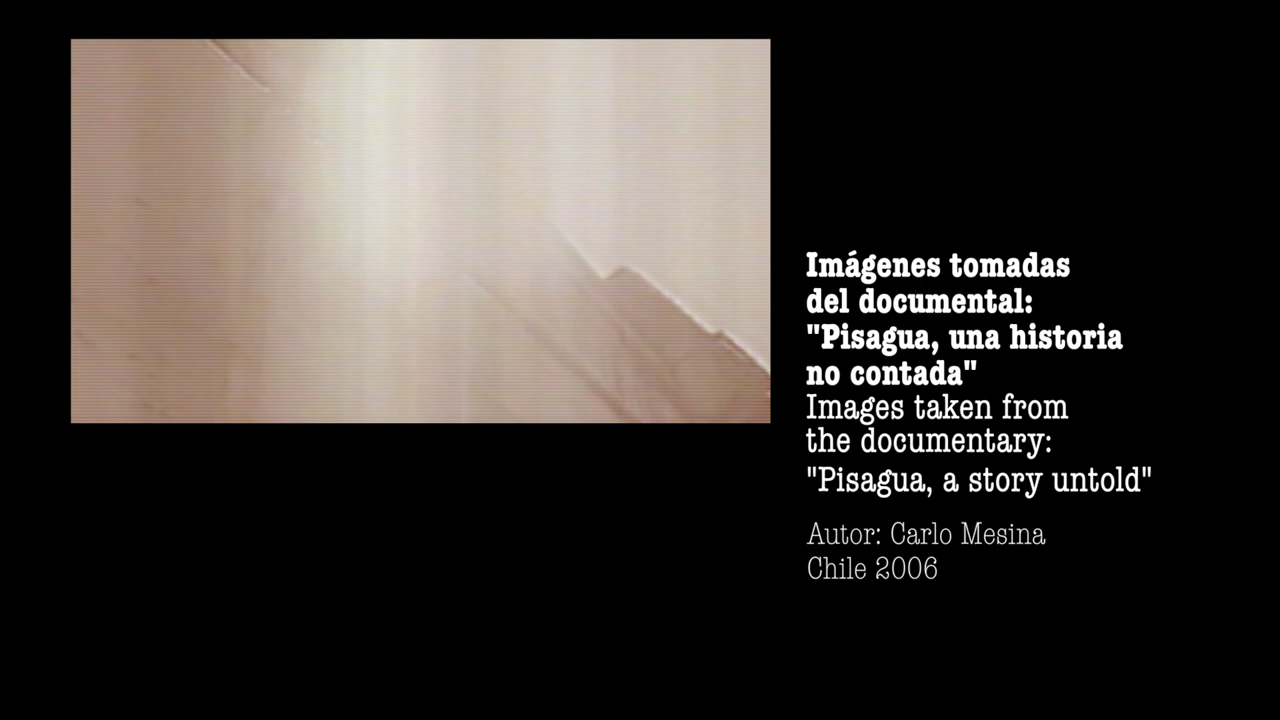 Imágenes tomadas
del documental:
"Pisagua, una historia
no contada"
Images taken from
the documentary:
"Pisagua, a story untold"
Autor: Carlo Mesina
Chile 2006